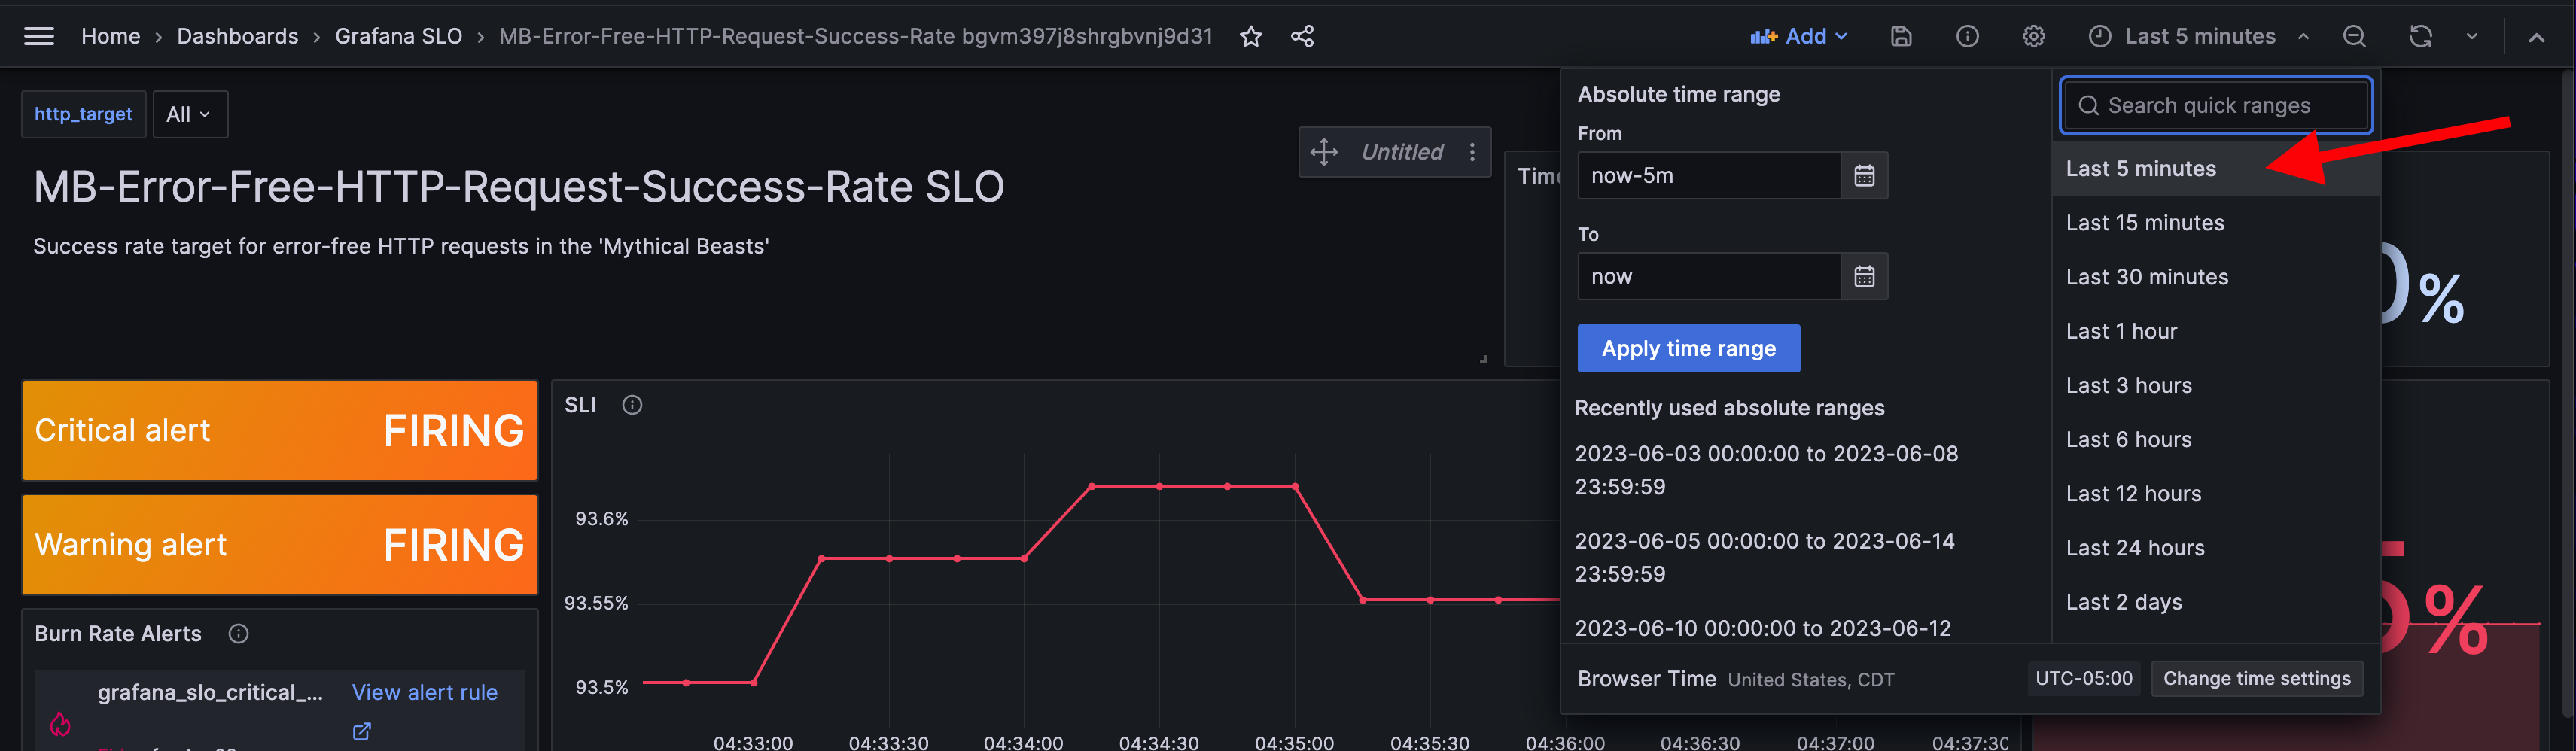 Home > Dashboards > Grafana SLO > MB-Error-Free-HTTP-Request-Success-Rate bgvm397j8shrgbvnj9d31
Add
Last 5 minutes
http_target
All
MB-Error-Free-HTTP-Request-Success-Rate SLO
Success rate target for error-free HTTP requests in the 'Mythical Beasts'
Untitled
Absolute time range
From
now-5m
To
now
Apply time range
Recently used absolute ranges
2023-06-03 00:00:00 to 2023-06-08
23:59:59
2023-06-05 00:00:00 to 2023-06-14
23:59:59
2023-06-10 00:00:00 to 2023-06-12
Search quick ranges
Last 5 minutes
Last 15 minutes
Last 30 minutes
Last 1 hour
Last 3 hours
Last 6 hours
Last 12 hours
Last 24 hours
Last 2 days
Browser Time United States, CDT
UTC-05:00
Change time settings
%
%
Critical alert FIRING
Warning alert FIRING
Burn Rate Alerts
grafana_slo_critical_... View alert rule
SLI
93.6%
93.55%
93.5%
04:33:00 04:33:30 04:34:00 04:34:30 04:35:00 04:35:30 04:36:00 04:36:30 04:37:00 04:37:30